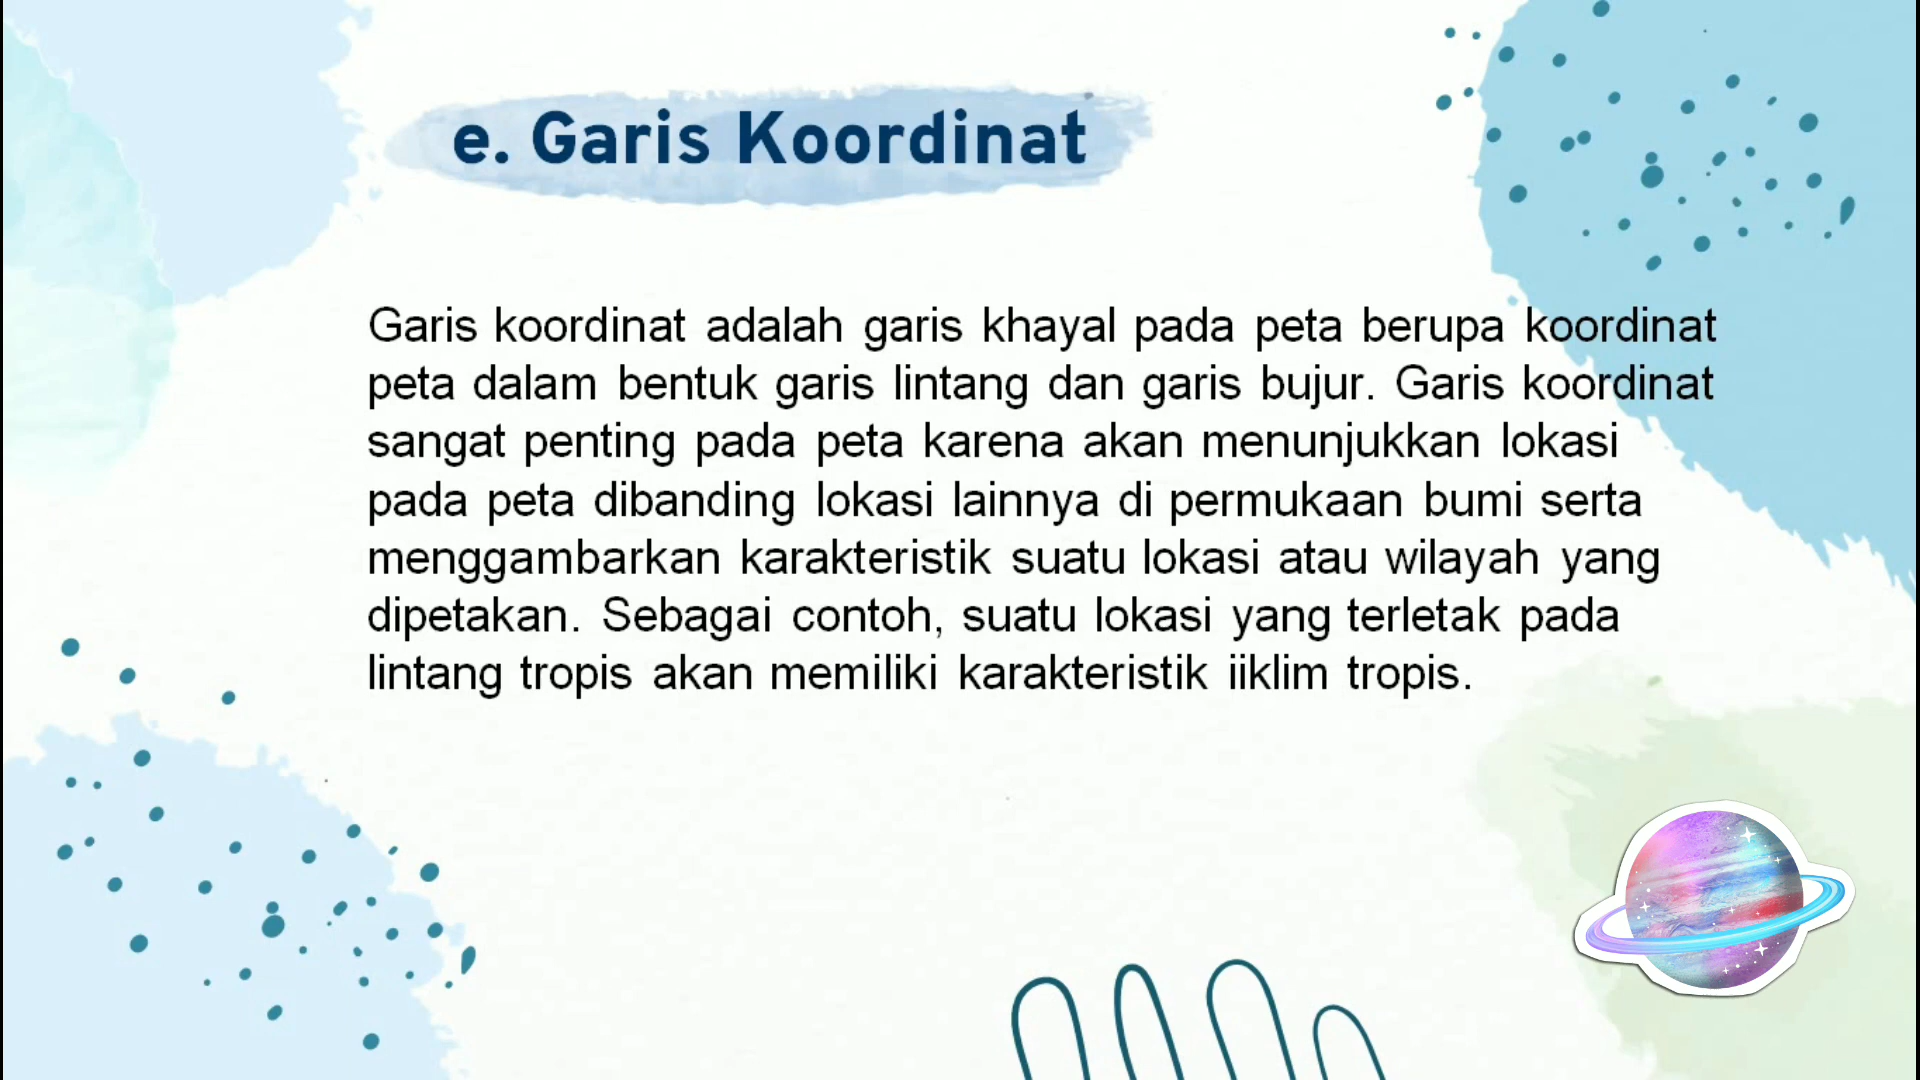 e. Garis Koordinat
Garis koordinat adalah garis khayal pada peta berupa koordinat
peta dalam bentuk garis lintang dan garis bujur. Garis koordinat
sangat penting pada peta karena akan menunjukkan lokasi
pada peta dibanding lokasi lainnya di permukaan bumi serta
menggambarkan karakteristik suatu lokasi atau wilayah yang
dipetakan. Sebagai contoh, suatu lokasi yang terletak pada
lintang tropis akan memiliki karakteristik iiklim tropis.